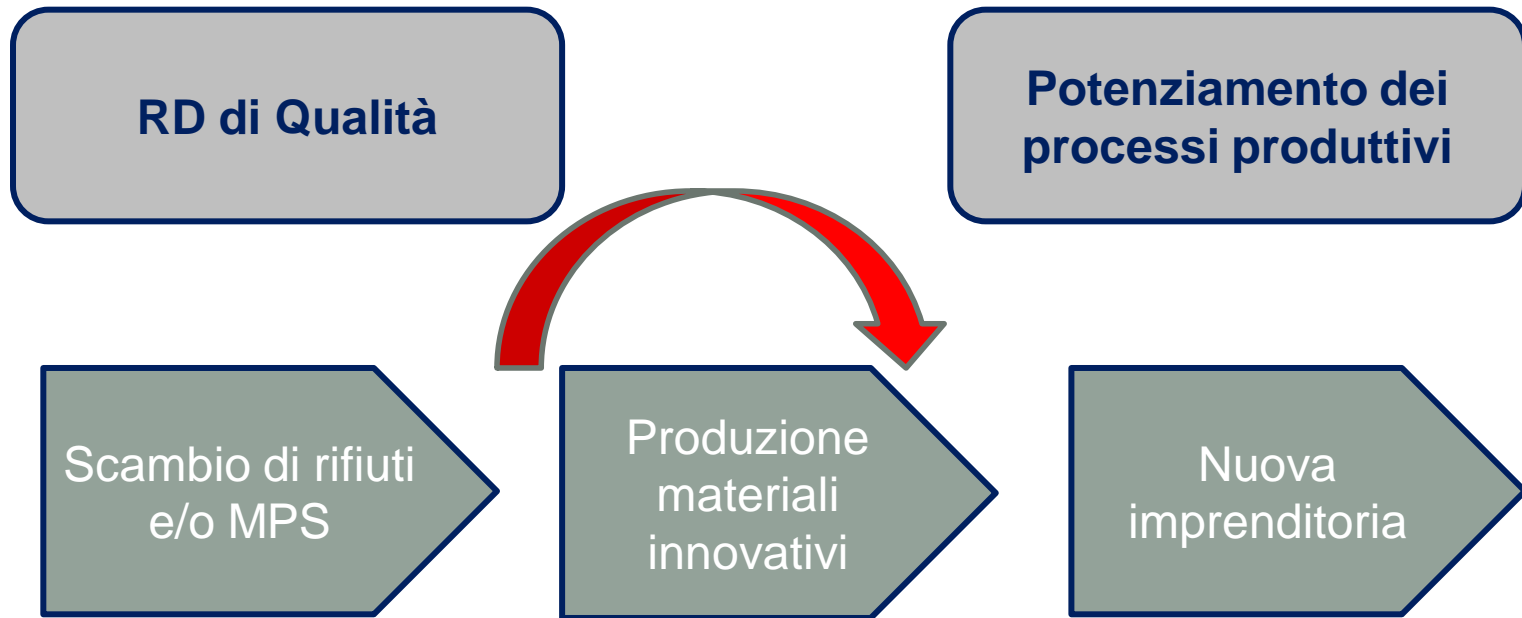 RD di Qualità
Potenziamento dei
processi produttivi
Scambio di rifiuti
e/o MPS
Produzione
materiali
innovativi
Nuova
imprenditoria